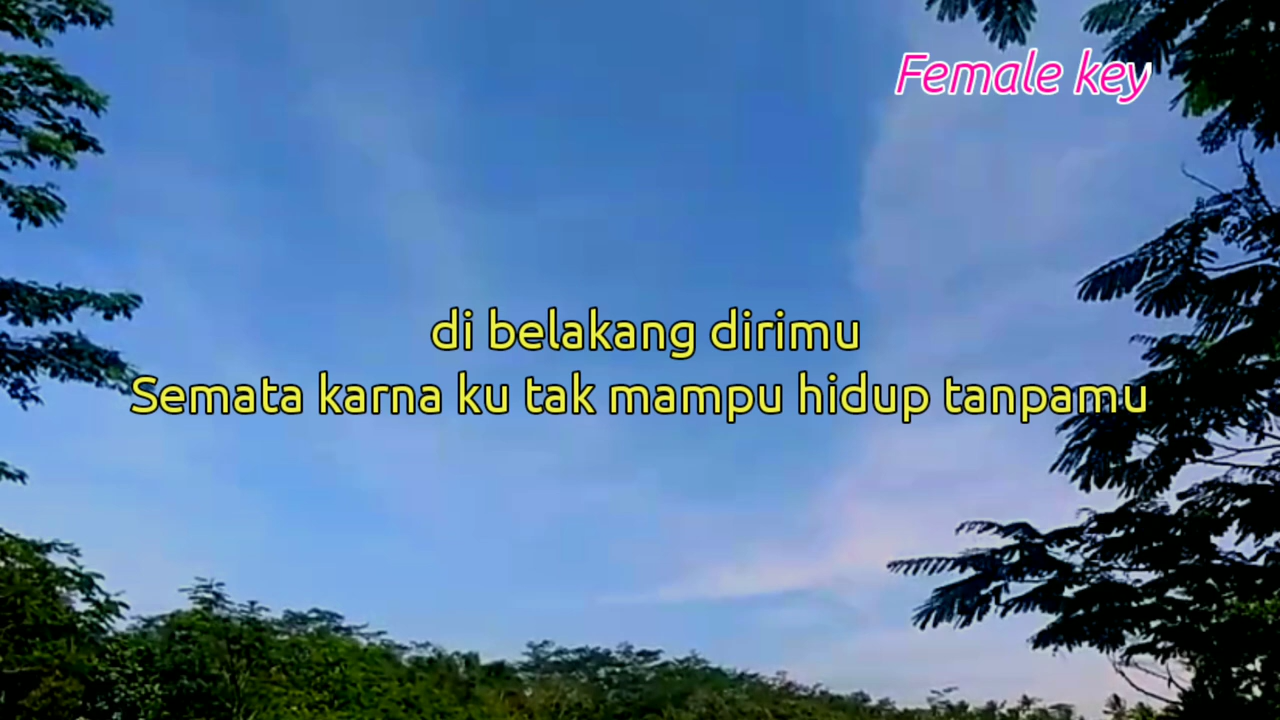 Female key
di belakang dirimu
Semata karna ku tak mampu hidup tanpamu